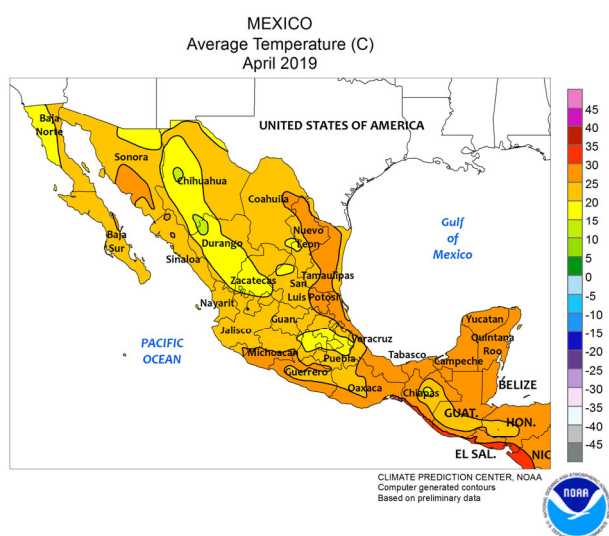 MEXICO
Average Temperature (C)
April 2019
UNITED STATES OF AMERICA
Baja
Norte
Sonora
Chihuahua
Coahuila
Baja
Sur
Sinaloa
Durango
Nuevo
Leon
Zacatecas
Tamaulipas
San
Luis Potosi
Nayarit
Guan.
Jalisco
Michoacan
Veracruz
Puebla
Guerrero
Oaxaca
Tabasco
Chiapas
Campeche
Yucatan
Quintana
Roo
BELIZE
GUAT.
HON.
EL SAL.
NIC
Gulf
of
Mexico
PACIFIC
OCEAN
45
40
35
30
25
20
15
10
5
0
-5
-10
-15
-20
-25
-30
-35
-40
-45
CLIMATE PREDICTION CENTER, NOAA
Computer generated contours
Based on preliminary data
NOAA